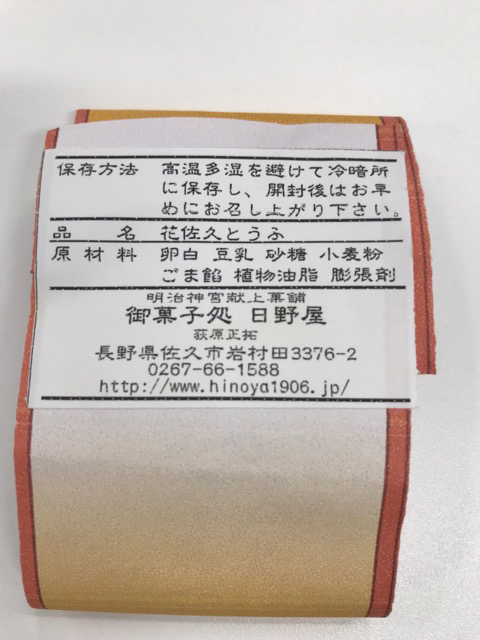 保存方法 高温多湿を避けて冷暗所
に保存し、開封後はお早
めにお召し上がり下さい。
品 名 花佐久とうふ
原材料 卵白 豆乳 砂糖 小麦粉
ごま餡 植物油脂 膨張剤
明治神宮献上菓舗
御菓子処 日野屋
荻原正拓
長野県佐久市岩村田3376-2
0267-66-1588
http://www.hinoya1906.jp/